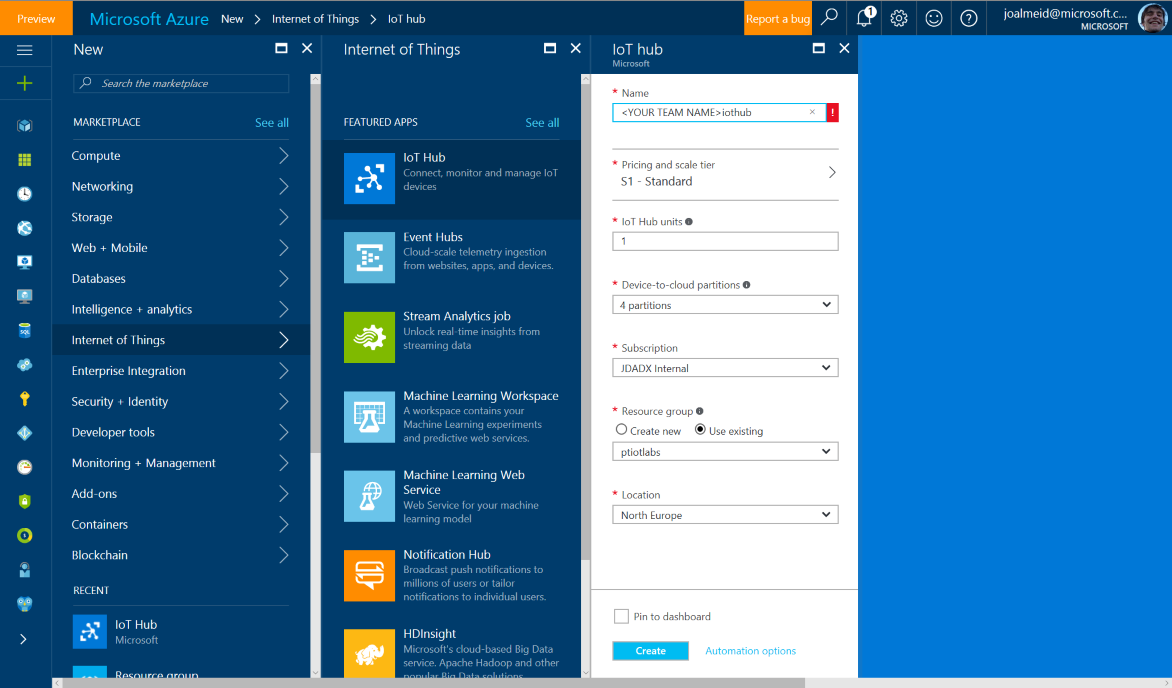 Preview
Microsoft Azure New > Internet of Things > IoT hub
Report a bug
1
joalmeid@microsoft.c...
MICROSOFT
New
Search the marketplace
MARKETPLACE
See all
Compute
Networking
Storage
Web + Mobile
Databases
Intelligence + analytics
Internet of Things
Enterprise Integration
Security + Identity
Developer tools
Monitoring + Management
Add-ons
Containers
Blockchain
RECENT
IoT Hub
Microsoft
Resource group
Internet of Things
FEATURED APPS
See all
IoT Hub
Connect, monitor and manage IoT
devices
Event Hubs
Cloud-scale telemetry ingestion
from websites, apps, and devices.
Stream Analytics job
Unlock real-time insights from
streaming data
Machine Learning Workspace
A workspace contains your
Machine Learning experiments
and predictive web services.
Machine Learning Web
Service
Web Service for your machine
learning model
Notification Hub
Broadcast push notifications to
millions of users or tailor
notifications to individual users.
HDInsight
Microsoft's cloud-based Big Data
service. Apache Hadoop and other
popular Big Data solutions.
IoT hub
Microsoft
* Name
<YOUR TEAM NAME>iothub
!
* Pricing and scale tier
S1 - Standard
* IoT Hub units
1
* Device-to-cloud partitions
4 partitions
* Subscription
JDADX Internal
* Resource group
Create new Use existing
ptiotlabs
* Location
North Europe
Pin to dashboard
Create
Automation options
SQL